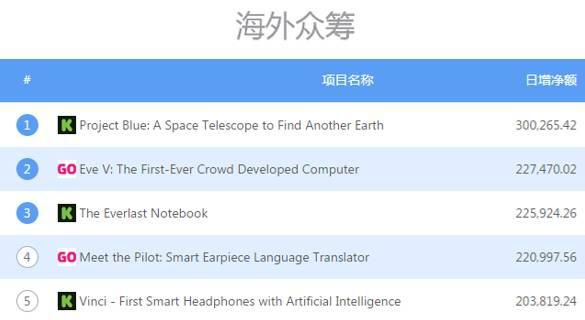 海外众筹
# 项目名称 日增净额
1 K Project Blue: A Space Telescope to Find Another Earth 300,265.42
2 GO Eve V: The First-Ever Crowd Developed Computer 227,470.02
3 K The Everlast Notebook 225,924.26
4 GO Meet the Pilot: Smart Earpiece Language Translator 220,997.56
5 K Vinci - First Smart Headphones with Artificial Intelligence 203,819.24